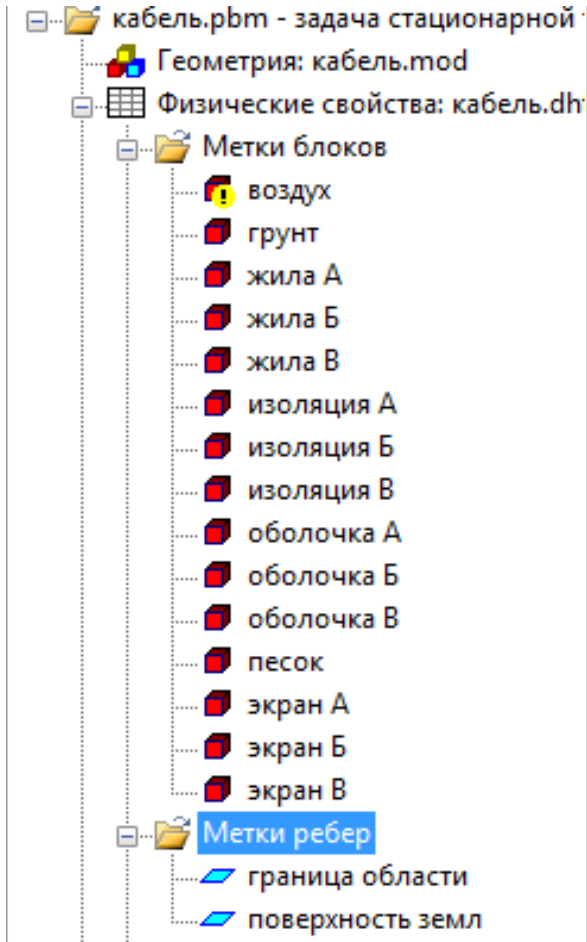 кабель.pbm - задача стационарной
Геометрия: кабель.mod
Физические свойства: кабель.dh
Метки блоков
воздух
грунт
жила А
жила Б
жила В
изоляция А
изоляция Б
изоляция В
оболочка А
оболочка Б
оболочка В
песок
экран А
экран Б
экран В
Метки ребер
граница области
поверхность земл